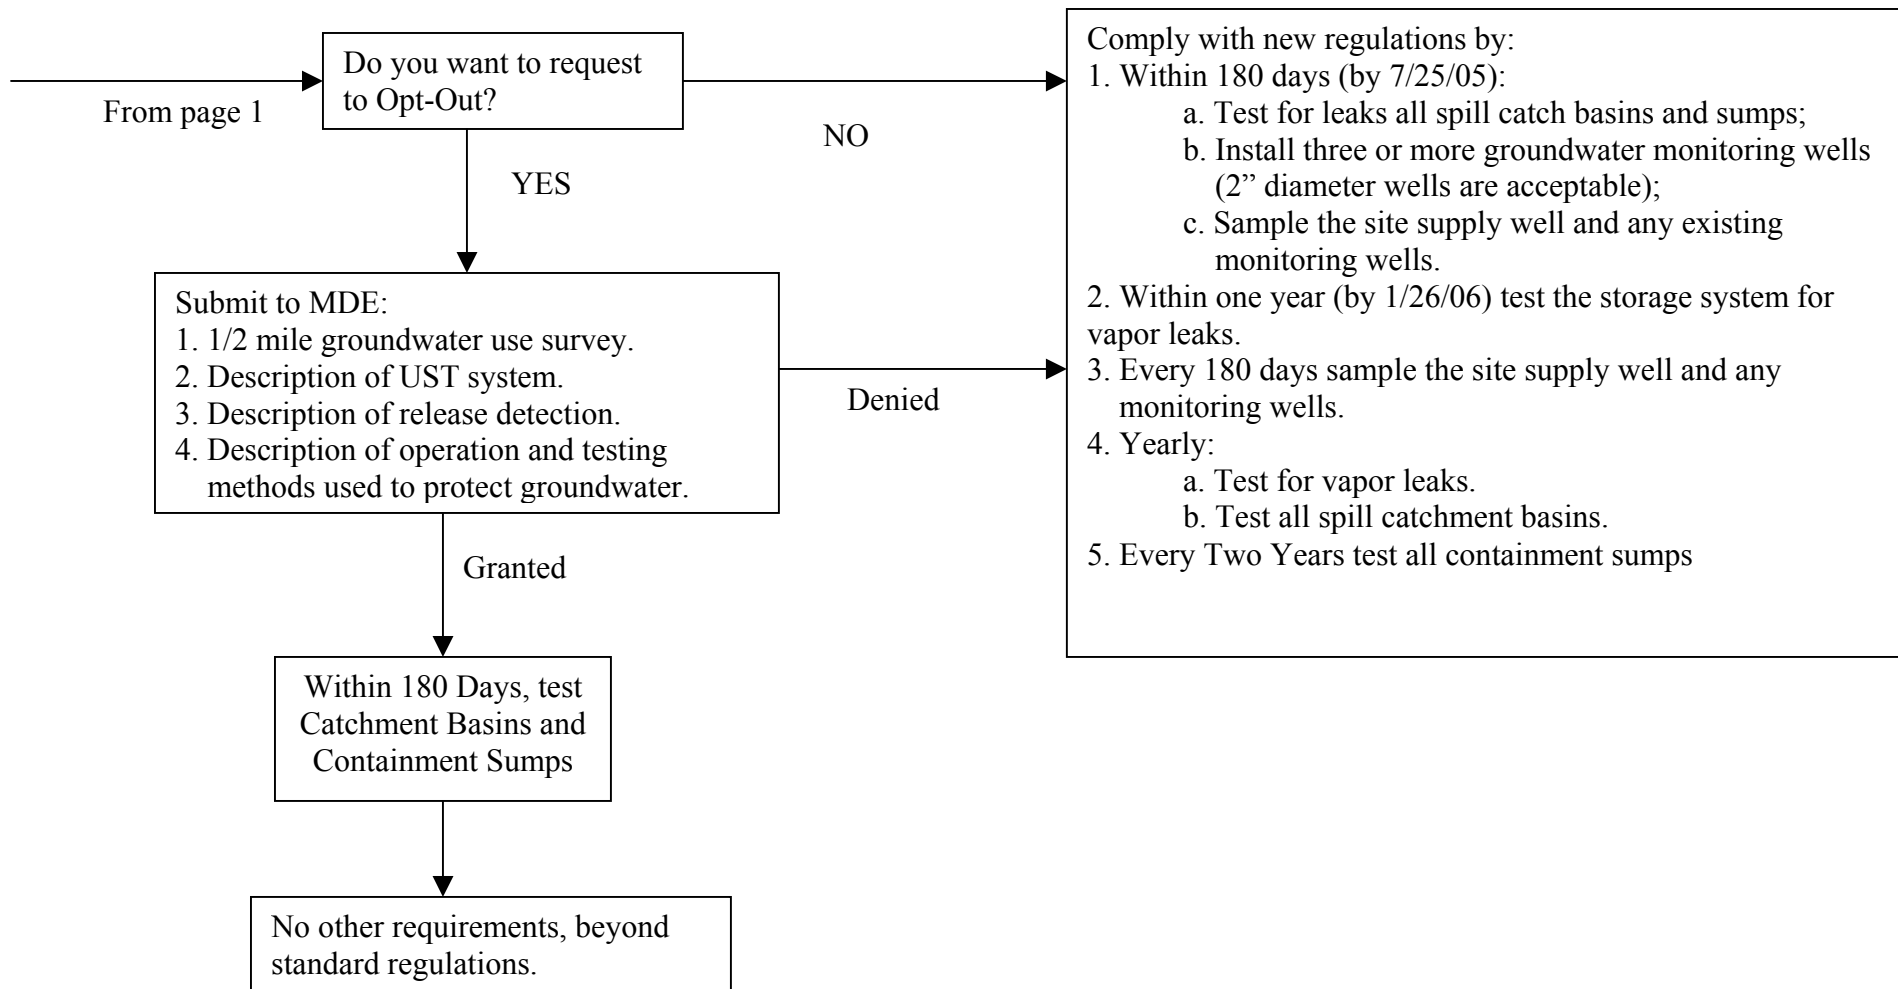 From page 1
Do you want to request
to Opt-Out?
NO
YES
Submit to MDE:
1. 1/2 mile groundwater use survey.
2. Description of UST system.
3. Description of release detection.
4. Description of operation and testing
methods used to protect groundwater.
Denied
Granted
Within 180 Days, test
Catchment Basins and
Containment Sumps
No other requirements, beyond
standard regulations.
Comply with new regulations by:
1. Within 180 days (by 7/25/05):
a. Test for leaks all spill catch basins and sumps;
b. Install three or more groundwater monitoring wells
(2” diameter wells are acceptable);
c. Sample the site supply well and any existing
monitoring wells.
2. Within one year (by 1/26/06) test the storage system for
vapor leaks.
3. Every 180 days sample the site supply well and any
monitoring wells.
4. Yearly:
a. Test for vapor leaks.
b. Test all spill catchment basins.
5. Every Two Years test all containment sumps